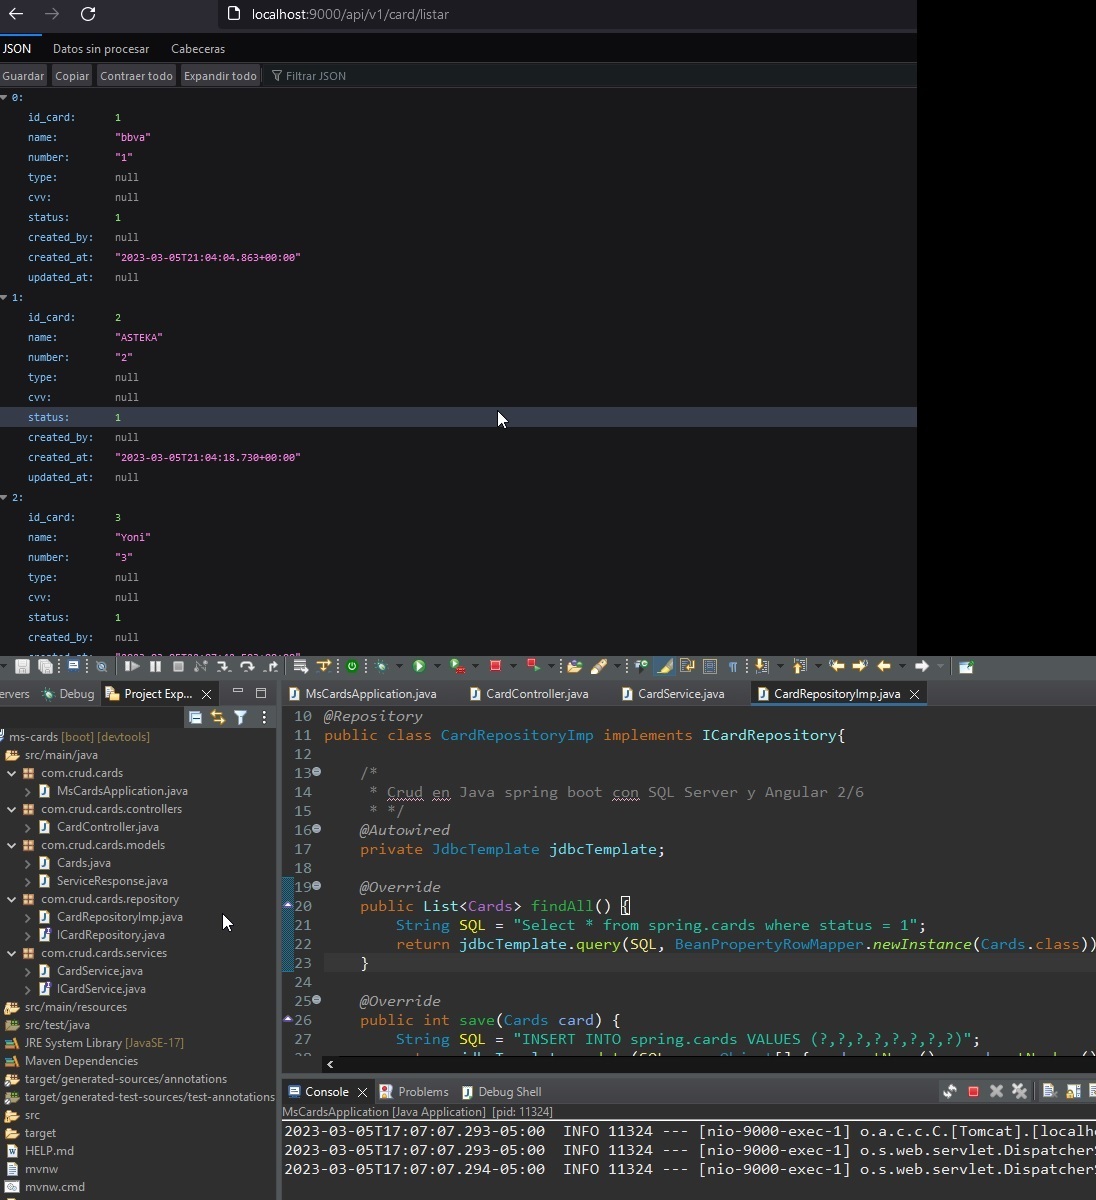 localhost:9000/api/v1/card/listar
JSON Datos sin procesar Cabeceras
Guardar Copiar Contraer todo Expandir todo Filtrar JSON
0:
id_card: 1
name: "bbva"
number: "1"
type: null
cvv: null
status: 1
created_by: null
created_at: "2023-03-05T21:04:04.863+00:00"
updated_at: null
1:
id_card: 2
name: "ASTEKA"
number: "2"
type: null
cvv: null
status: 1
created_by: null
created_at: "2023-03-05T21:04:18.730+00:00"
updated_at: null
2:
id_card: 3
name: "Yoni"
number: "3"
type: null
cvv: null
status: 1
created_by: null
ervers Debug Project Exp...
ms-cards [boot] [devtools]
src/main/java
com.crud.cards
MsCardsApplication.java
com.crud.cards.controllers
CardController.java
com.crud.cards.models
Cards.java
ServiceResponse.java
com.crud.cards.repository
CardRepositoryImp.java
ICardRepository.java
com.crud.cards.services
CardService.java
ICardService.java
src/main/resources
src/test/java
JRE System Library [JavaSE-17]
Maven Dependencies
target/generated-sources/annotations
target/generated-test-sources/test-annotations
src
target
HELP.md
mvnw
mvnw.cmd
MsCardsApplication.java CardController.java CardService.java CardRepositoryImp.java
10 @Repository
11 public class CardRepositoryImp implements ICardRepository{
12
13 /*
14 * Crud en Java spring boot con SQL Server y Angular 2/6
15 * */
16 @Autowired
17 private JdbcTemplate jdbcTemplate;
18
19 @Override
20 public List<Cards> findAll() {
21 String SQL = "Select * from spring.cards where status = 1";
22 return jdbcTemplate.query(SQL, BeanPropertyRowMapper.newInstance(Cards.class))
23 }
24
25 @Override
26 public int save(Cards card) {
27 String SQL = "INSERT INTO spring.cards VALUES (?,?,?,?,?,?,?,?)";
Console Problems Debug Shell
MsCardsApplication [Java Application] [pid: 11324]
2023-03-05T17:07:07.293-05:00 INFO 11324 --- [nio-9000-exec-1] o.a.c.c.C.[Tomcat].[localh
2023-03-05T17:07:07.293-05:00 INFO 11324 --- [nio-9000-exec-1] o.s.web.servlet.Dispatcher
2023-03-05T17:07:07.294-05:00 INFO 11324 --- [nio-9000-exec-1] o.s.web.servlet.Dispatcher